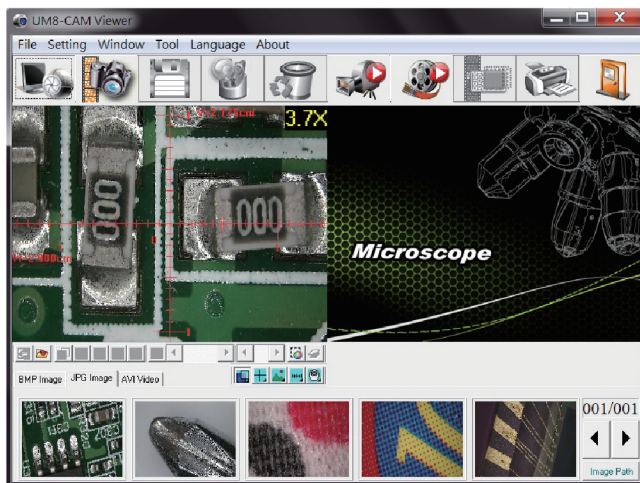 UM8-CAM Viewer
File Setting Window Tool Language About
3.7X
000
000
Microscope
BMP Image JPG Image AVI Video
001/001
Image Path